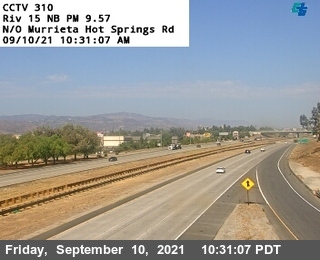 CCTV 310
Riv 15 NB PM 9.57
N/O Murrieta Hot Springs Rd
09/10/21 10:31:07 AM
Friday, September 10, 2021 10:31:07 PDT